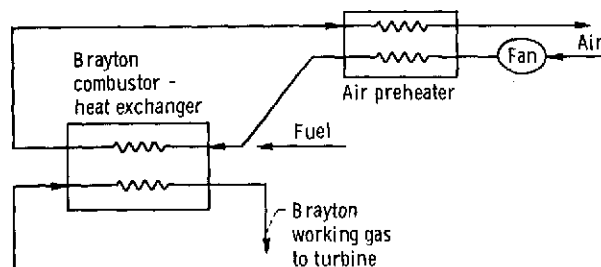 Brayton
combustor -
heat exchanger
Air preheater
Fan
Air
Fuel
Brayton
working gas
to turbine